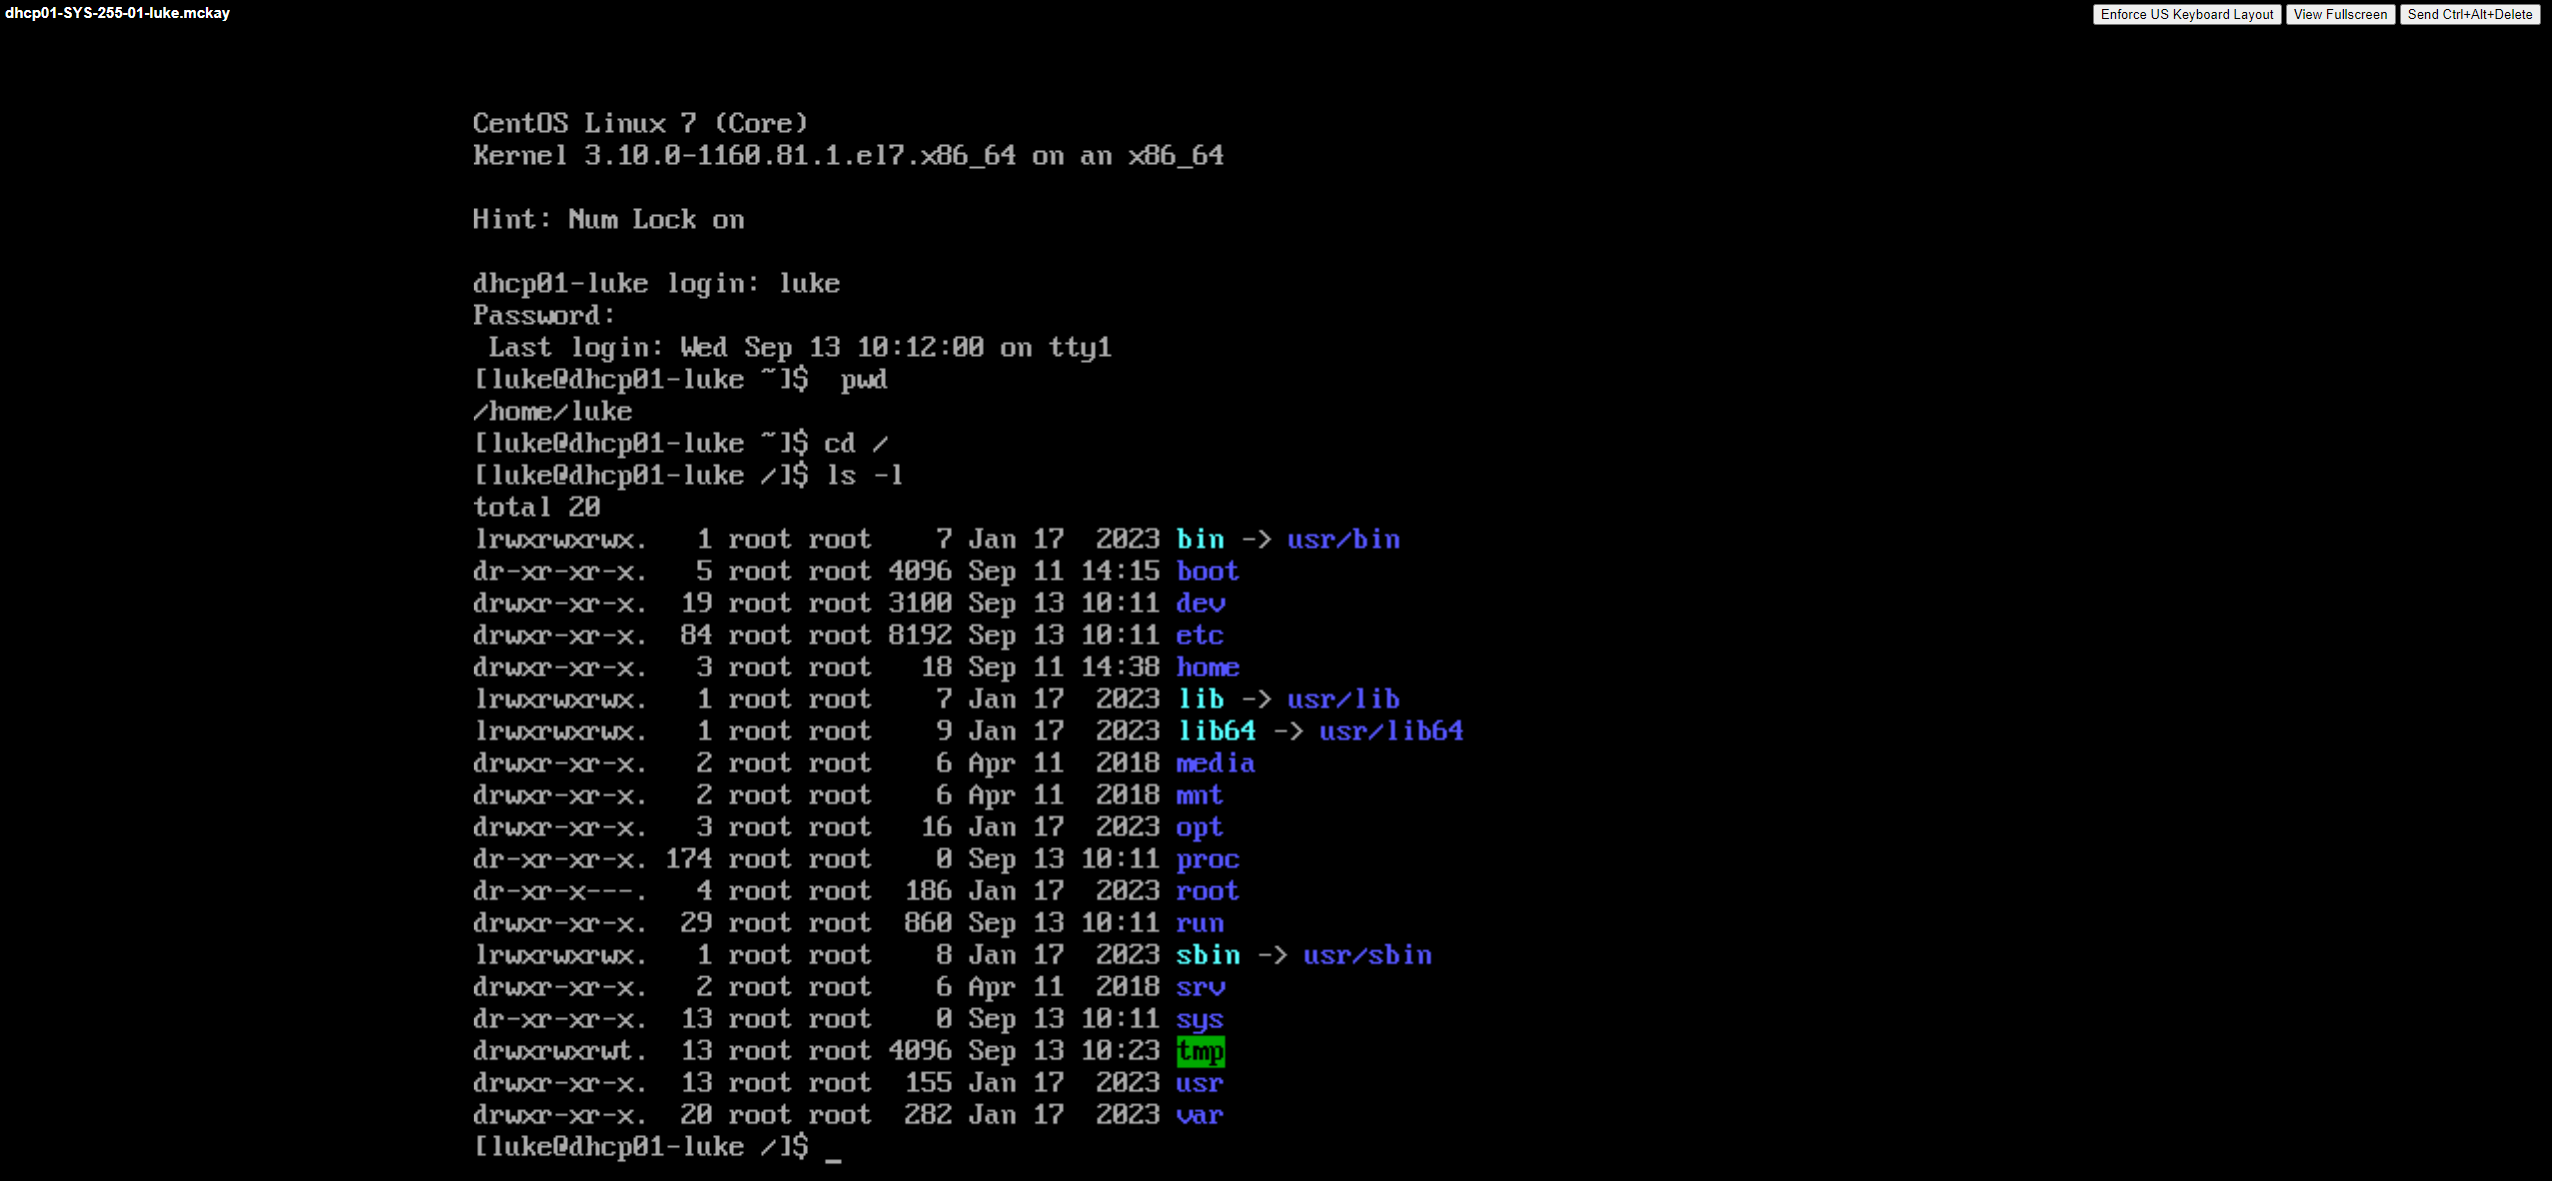 dhcp01-SYS-255-01-luke.mckay
Enforce US Keyboard Layout View Fullscreen Send Ctrl+Alt+Delete
CentOS Linux 7 (Core)
Kernel 3.10.0-1160.81.1.el7.x86_64 on an x86_64
Hint: Num Lock on
dhcp01-luke login: luke
Password:
 Last login: Wed Sep 13 10:12:00 on tty1
[luke@dhcp01-luke ~]$  pwd
/home/luke
[luke@dhcp01-luke ~]$ cd /
[luke@dhcp01-luke /]$ ls -l
total 20
lrwxrwxrwx.   1 root root    7 Jan 17  2023 bin -> usr/bin
dr-xr-xr-x.   5 root root 4096 Sep 11 14:15 boot
drwxr-xr-x.  19 root root 3100 Sep 13 10:11 dev
drwxr-xr-x.  84 root root 8192 Sep 13 10:11 etc
drwxr-xr-x.   3 root root   18 Sep 11 14:38 home
lrwxrwxrwx.   1 root root    7 Jan 17  2023 lib -> usr/lib
lrwxrwxrwx.   1 root root    9 Jan 17  2023 lib64 -> usr/lib64
drwxr-xr-x.   2 root root    6 Apr 11  2018 media
drwxr-xr-x.   2 root root    6 Apr 11  2018 mnt
drwxr-xr-x.   3 root root   16 Jan 17  2023 opt
dr-xr-xr-x. 174 root root    0 Sep 13 10:11 proc
dr-xr-x---.   4 root root  186 Jan 17  2023 root
drwxr-xr-x.  29 root root  860 Sep 13 10:11 run
lrwxrwxrwx.   1 root root    8 Jan 17  2023 sbin -> usr/sbin
drwxr-xr-x.   2 root root    6 Apr 11  2018 srv
dr-xr-xr-x.  13 root root    0 Sep 13 10:11 sys
drwxrwxrwt.  13 root root 4096 Sep 13 10:23 tmp
drwxr-xr-x.  13 root root  155 Jan 17  2023 usr
drwxr-xr-x.  20 root root  282 Jan 17  2023 var
[luke@dhcp01-luke /]$ _